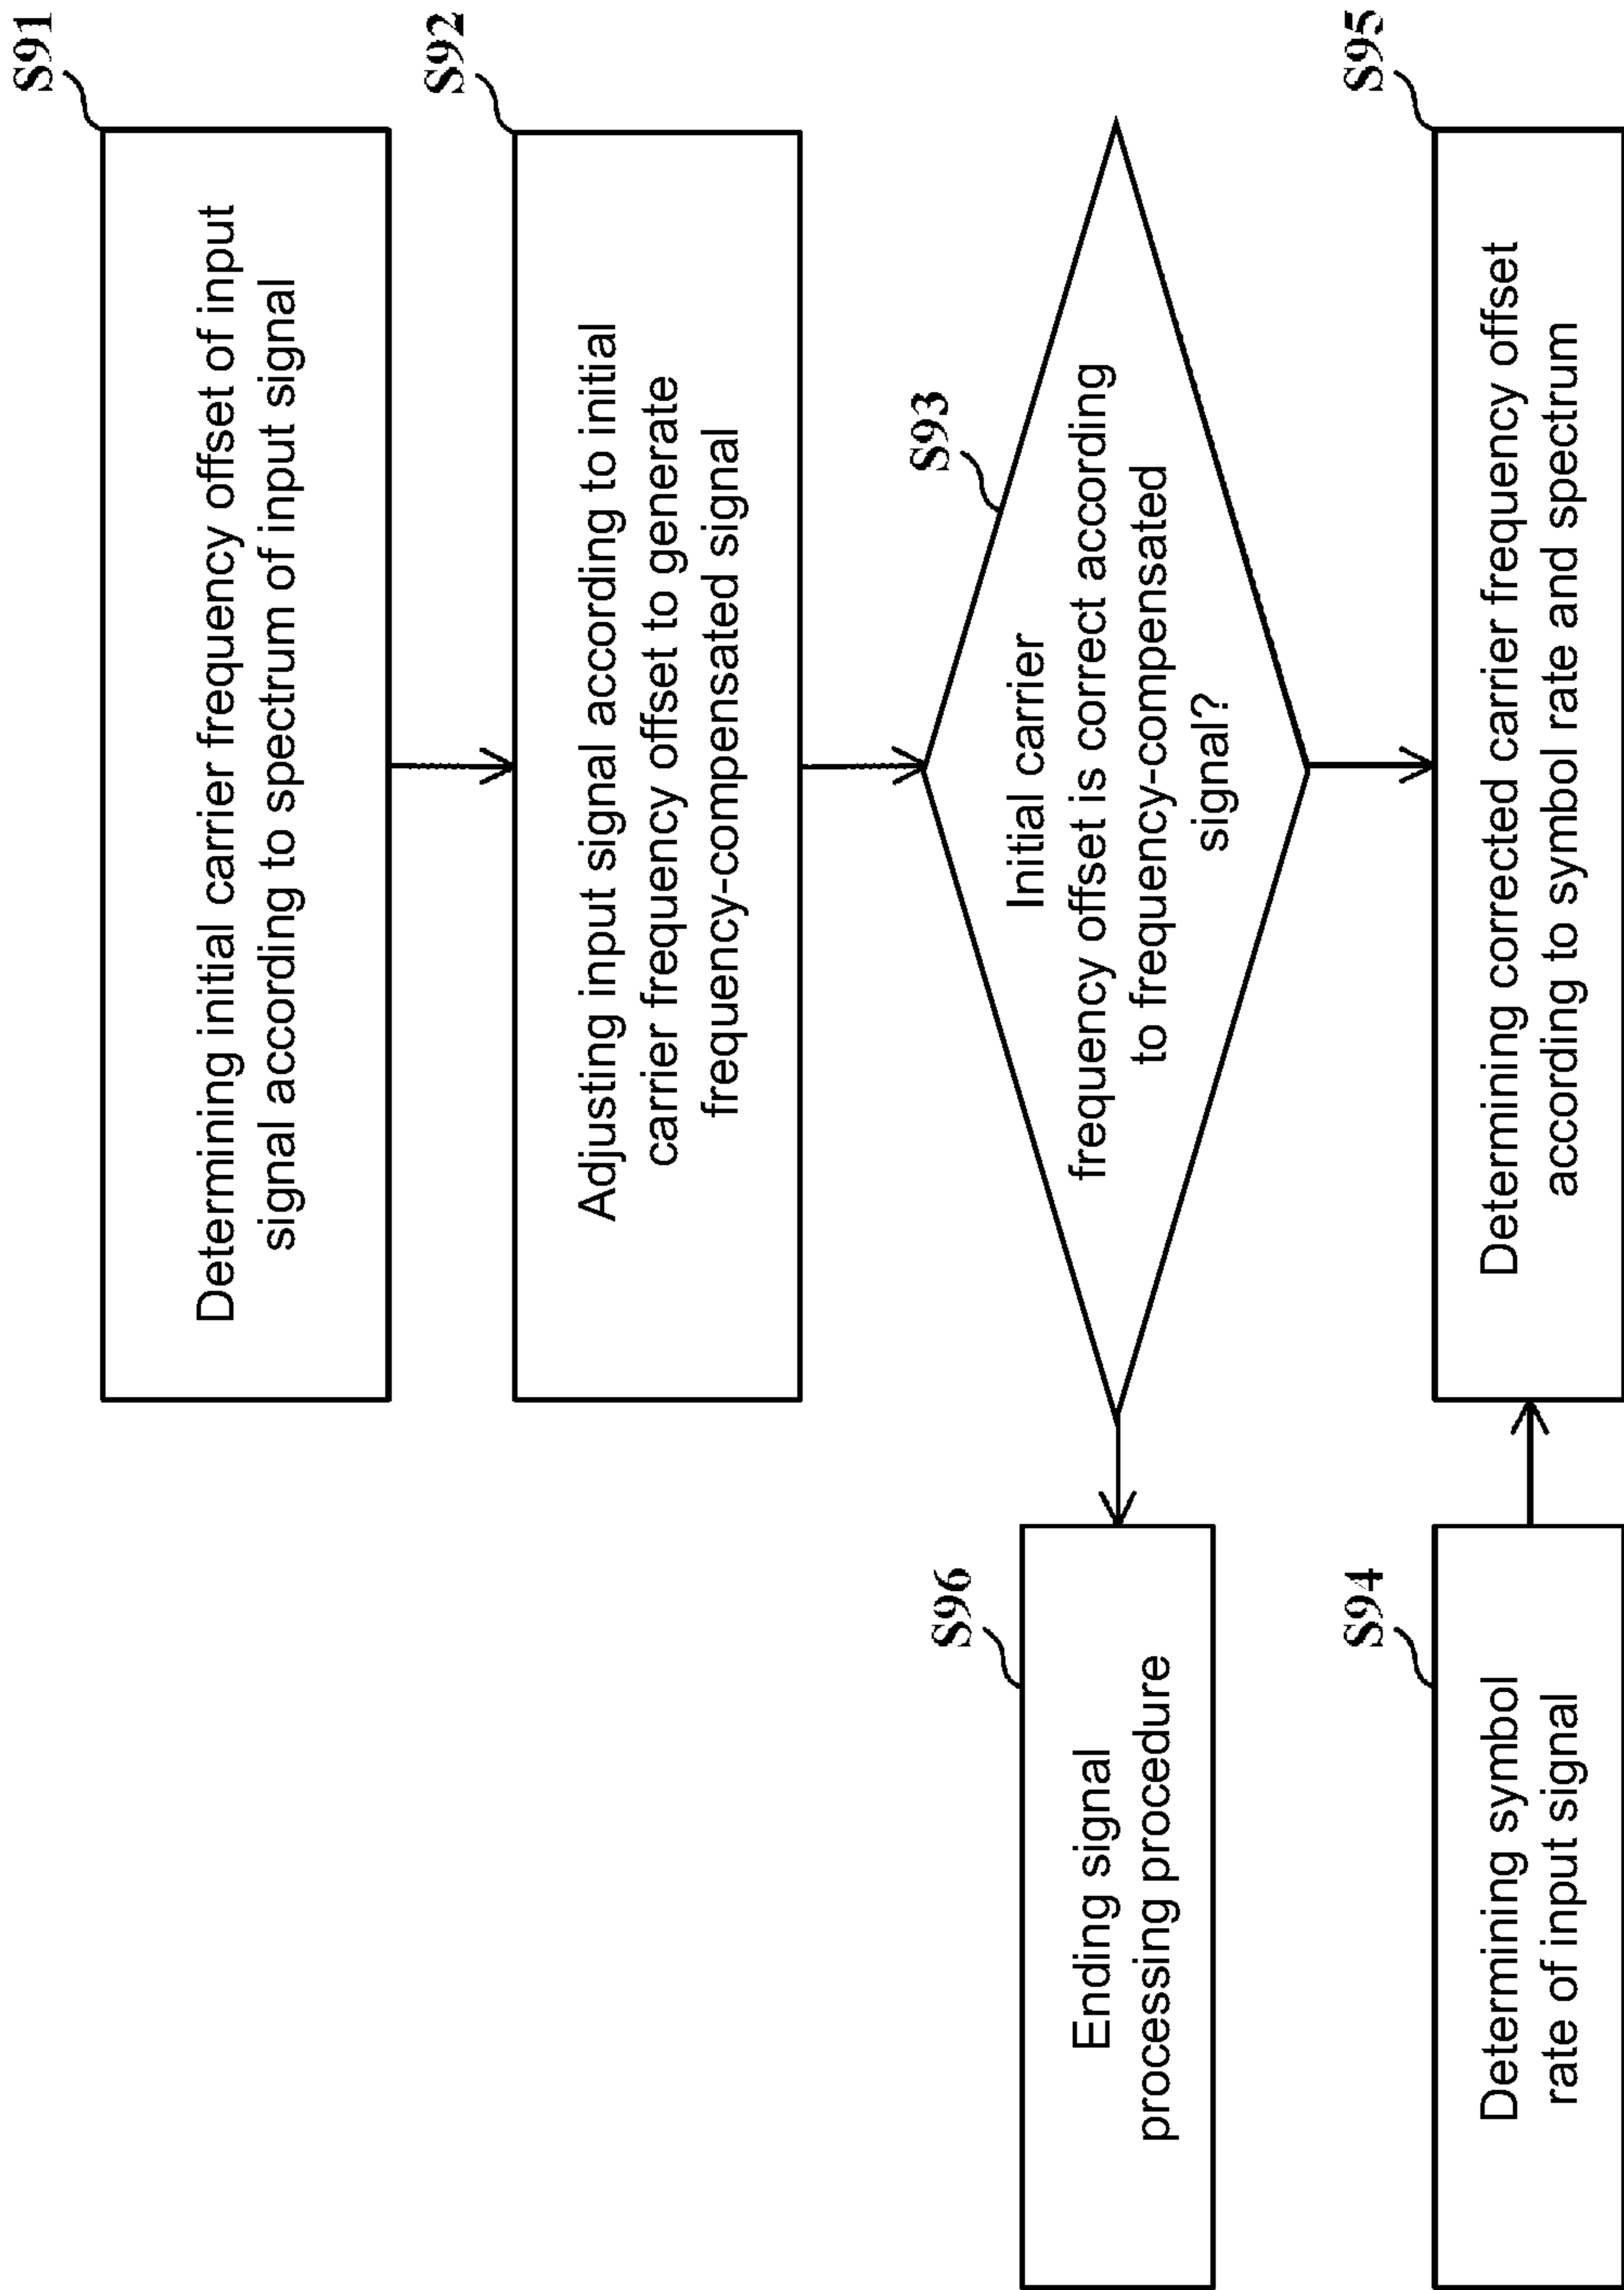 S91
Determining initial carrier frequency offset of input
signal according to spectrum of input signal
S92
Adjusting input signal according to initial
carrier frequency offset to generate
frequency-compensated signal
S93
Initial carrier
frequency offset is correct according
to frequency-compensated
signal?
S96
Ending signal
processing procedure
S94
Determining symbol
rate of input signal
S95
Determining corrected carrier frequency offset
according to symbol rate and spectrum